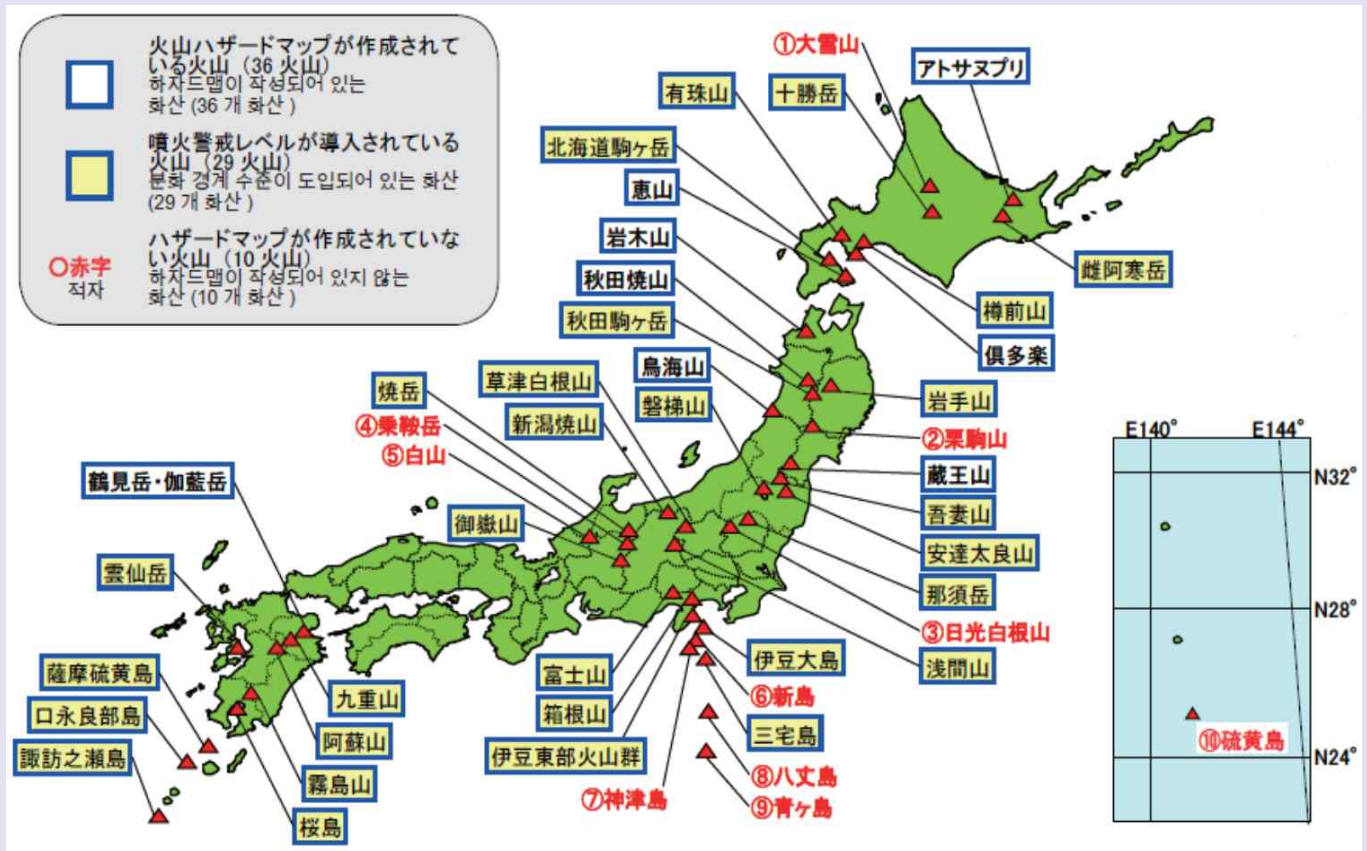 火山ハザードマップが作成されて
いる火山（36 火山）
하자드맵이 작성되어 있는
화산 (36 개 화산 )
噴火警戒レベルが導入されている
火山（29 火山）
분화 경계 수준이 도입되어 있는 화산
(29 개 화산 )
○赤字
적자
ハザードマップが作成されていな
い火山（10 火山）
하자드맵이 작성되어 있지 않는
화산 (10 개 화산 )
①大雪山
アトサヌプリ
有珠山
十勝岳
北海道駒ヶ岳
恵山
岩木山
秋田焼山
秋田駒ヶ岳
鳥海山
磐梯山
雌阿寒岳
樽前山
倶多楽
岩手山
②栗駒山
蔵王山
吾妻山
安達太良山
那須岳
③日光白根山
浅間山
焼岳
草津白根山
④乗鞍岳
新潟焼山
⑤白山
御嶽山
鶴見岳・伽藍岳
雲仙岳
薩摩硫黄島
口永良部島
諏訪之瀬島
九重山
阿蘇山
霧島山
桜島
富士山
箱根山
伊豆東部火山群
⑦神津島
伊豆大島
⑥新島
三宅島
⑧八丈島
⑨青ヶ島
E140°
E144°
N32°
N28°
⑩硫黄島
N24°